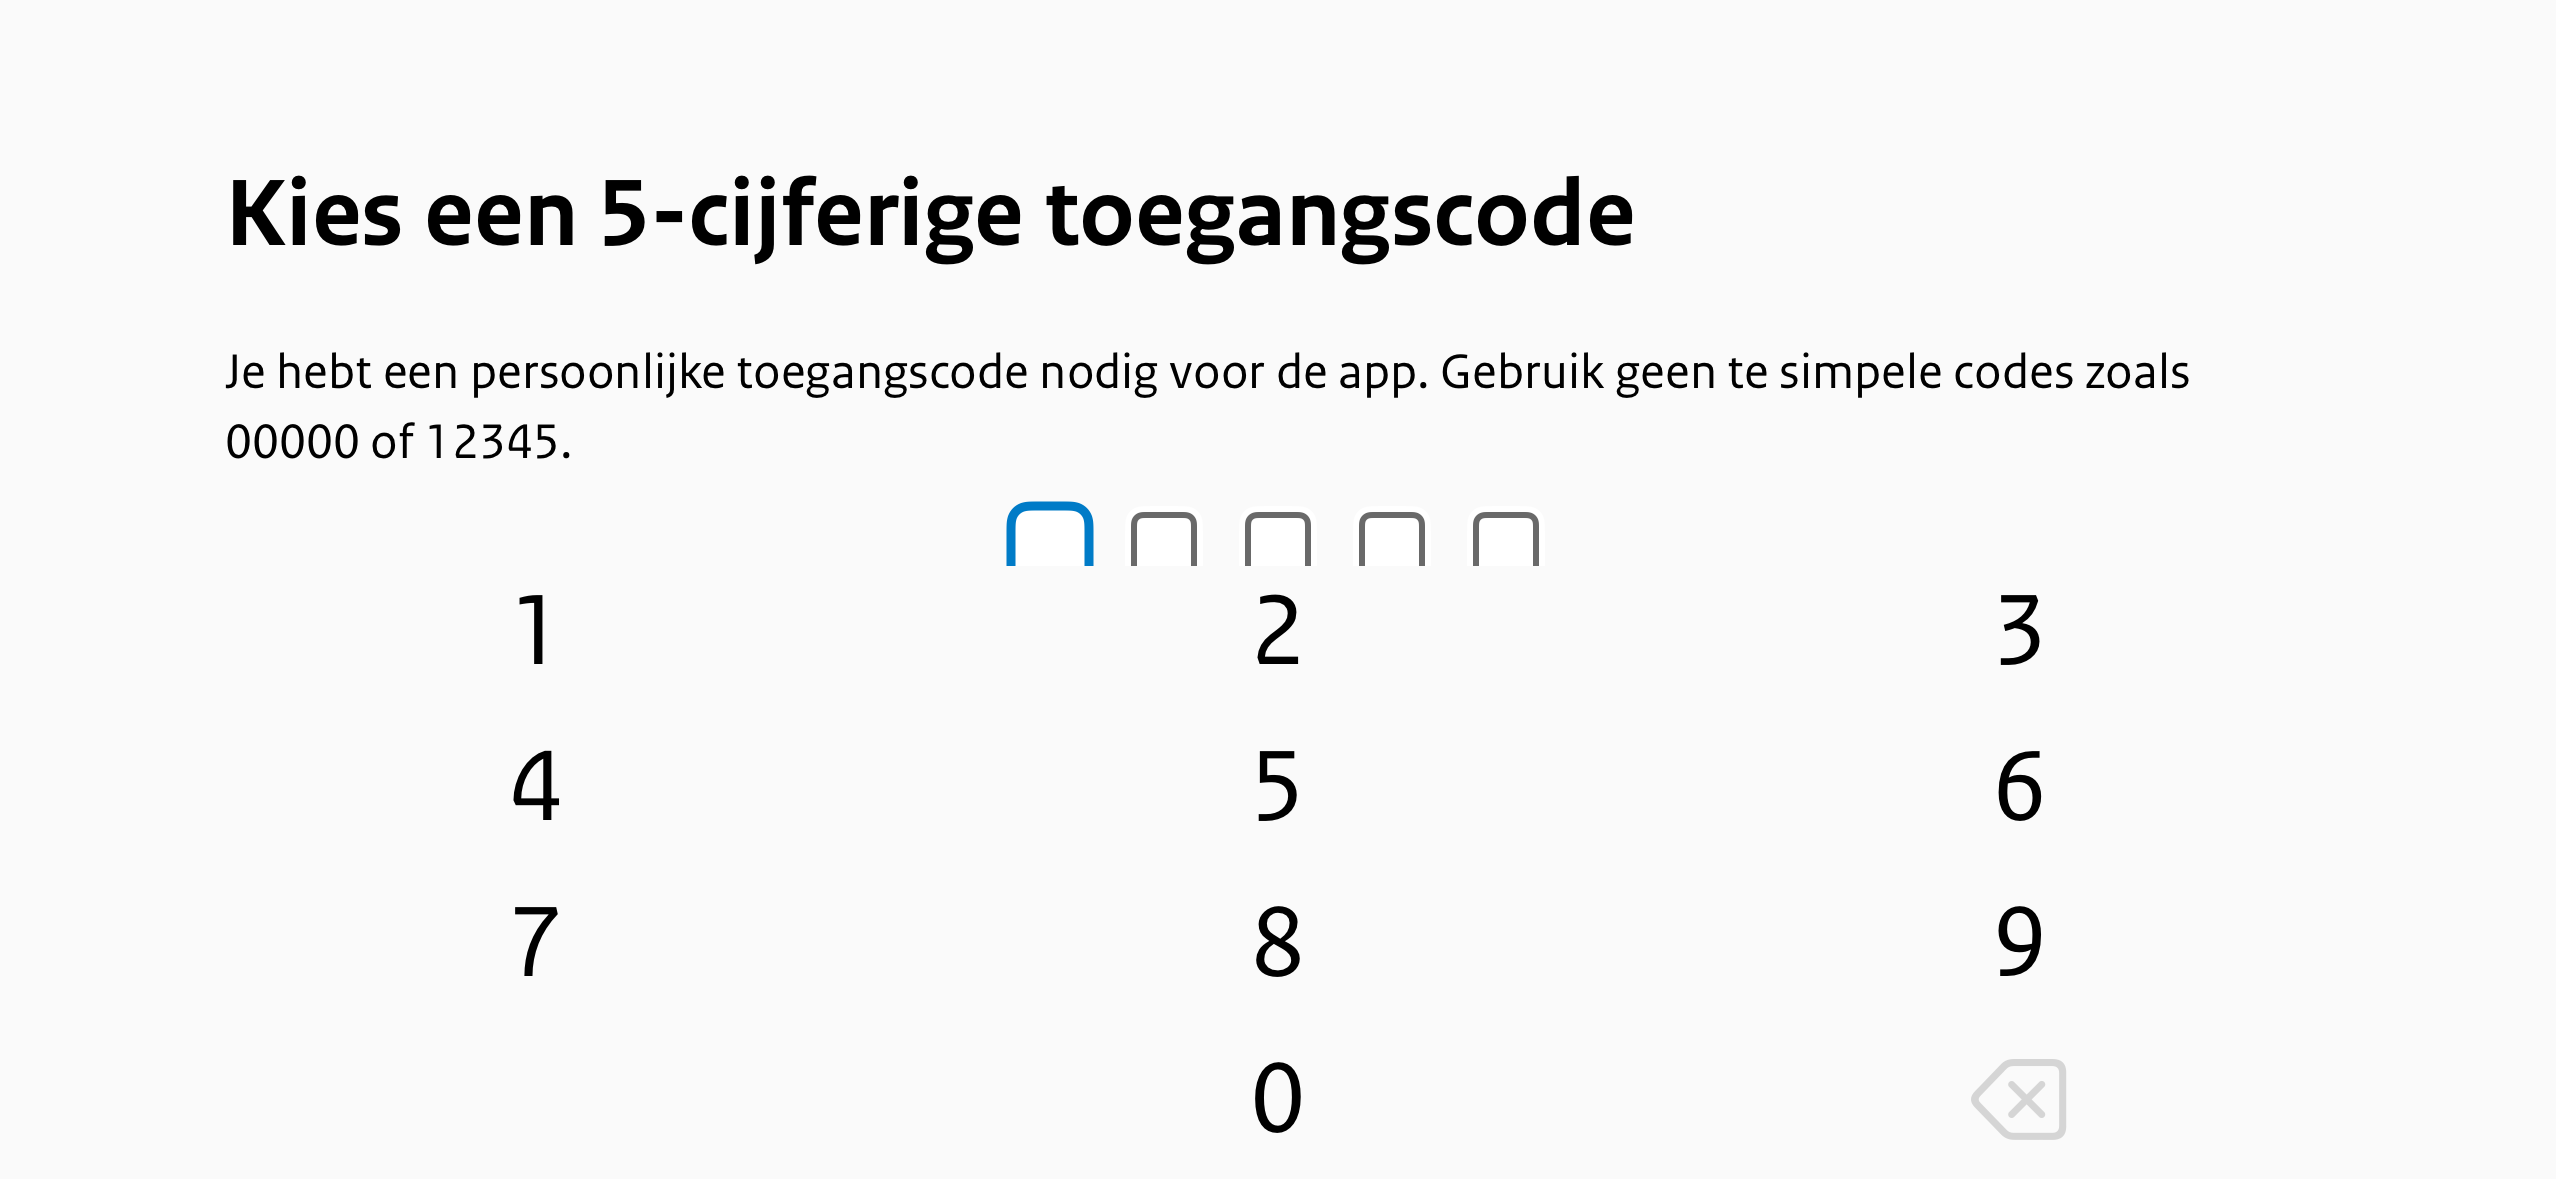 Kies een 5-cijferige toegangscode
Je hebt een persoonlijke toegangscode nodig voor de app. Gebruik geen te simpele codes zoals
00000 of 12345.
1 2 3
4 5 6
7 8 9
0